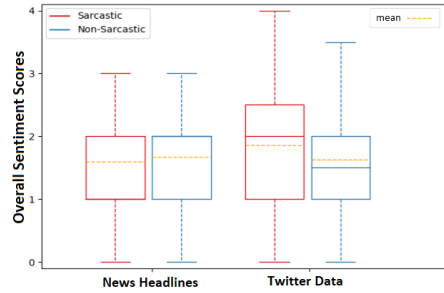 Sarcastic
Non-Sarcastic
mean
Overall Sentiment Scores
4
3
2
1
0
News Headlines
Twitter Data